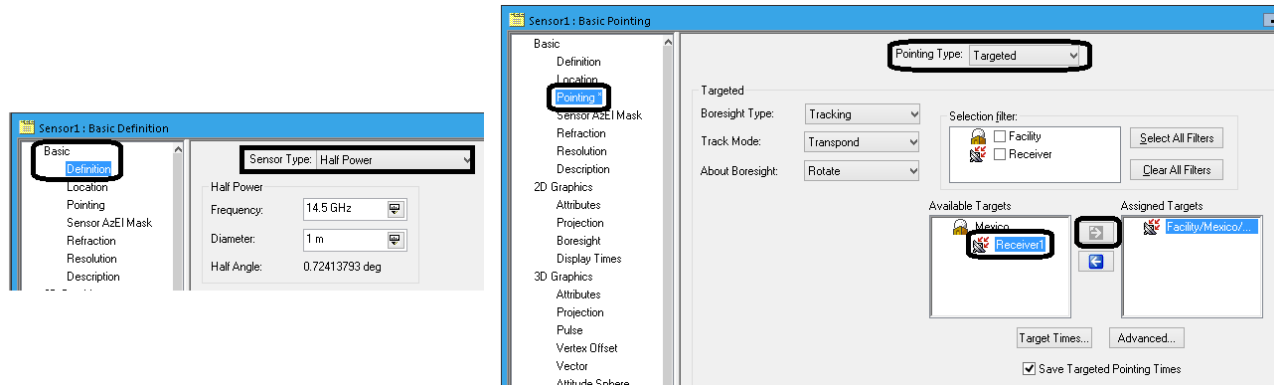 Sensor1 : Basic Definition
Basic
Definition
Location
Pointing
Sensor AzEl Mask
Refraction
Resolution
Description
Sensor Type: Half Power
Half Power
Frequency: 14.5 GHz
Diameter: 1 m
Half Angle: 0.72413793 deg
Sensor1 : Basic Pointing
Basic
Definition
Location
Pointing *
Sensor AzEl Mask
Refraction
Resolution
Description
2D Graphics
Attributes
Projection
Boresight
Display Times
3D Graphics
Attributes
Projection
Pulse
Vertex Offset
Vector
Attitude Sphere
Pointing Type: Targeted
Targeted
Boresight Type: Tracking
Track Mode: Transpond
About Boresight: Rotate
Selection filter:
Facility
Receiver
Select All Filters
Clear All Filters
Available Targets
Mexico
Receiver1
Assigned Targets
Facility/Mexico/...
Target Times...
Advanced...
Save Targeted Pointing Times